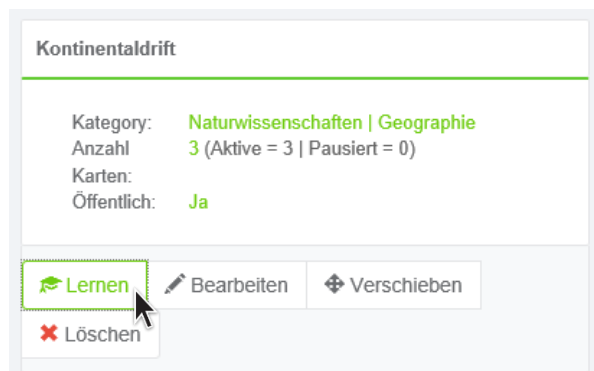 Kontinentaldrift
Kategory: Naturwissenschaften | Geographie
Anzahl 3 (Aktive = 3 | Pausiert = 0)
Karten:
Öffentlich: Ja
Lernen Bearbeiten Verschieben
Löschen